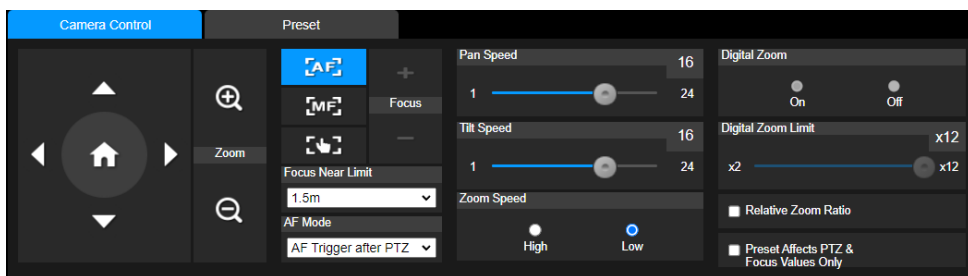 Camera Control
Preset
Zoom
AF
MF
+
Focus
−
Focus Near Limit
1.5m
AF Mode
AF Trigger after PTZ
Pan Speed
16
1
24
Tilt Speed
16
1
24
Zoom Speed
High
Low
Digital Zoom
On
Off
Digital Zoom Limit
x12
x2
x12
Relative Zoom Ratio
Preset Affects PTZ &
Focus Values Only